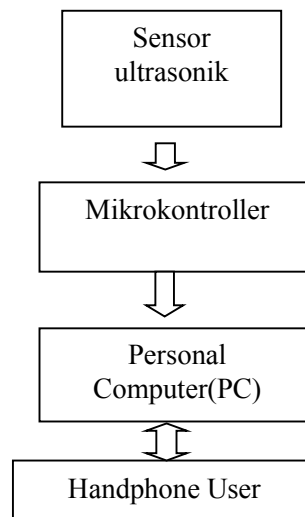 Sensor
ultrasonik
Mikrokontroller
Personal
Computer(PC)
Handphone User